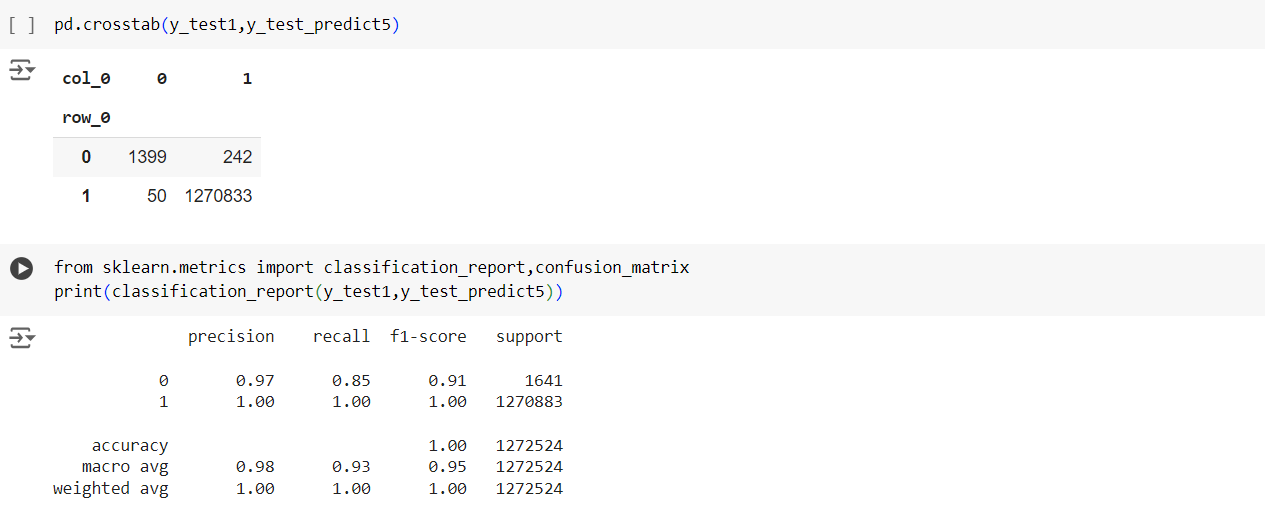 [ ] pd.crosstab(y_test1,y_test_predict5)
col_0 0 1
row_0
0 1399 242
1 50 1270833
from sklearn.metrics import classification_report,confusion_matrix
print(classification_report(y_test1,y_test_predict5))
precision recall f1-score support
0 0.97 0.85 0.91 1641
1 1.00 1.00 1.00 1270883
accuracy 1.00 1272524
macro avg 0.98 0.93 0.95 1272524
weighted avg 1.00 1.00 1.00 1272524